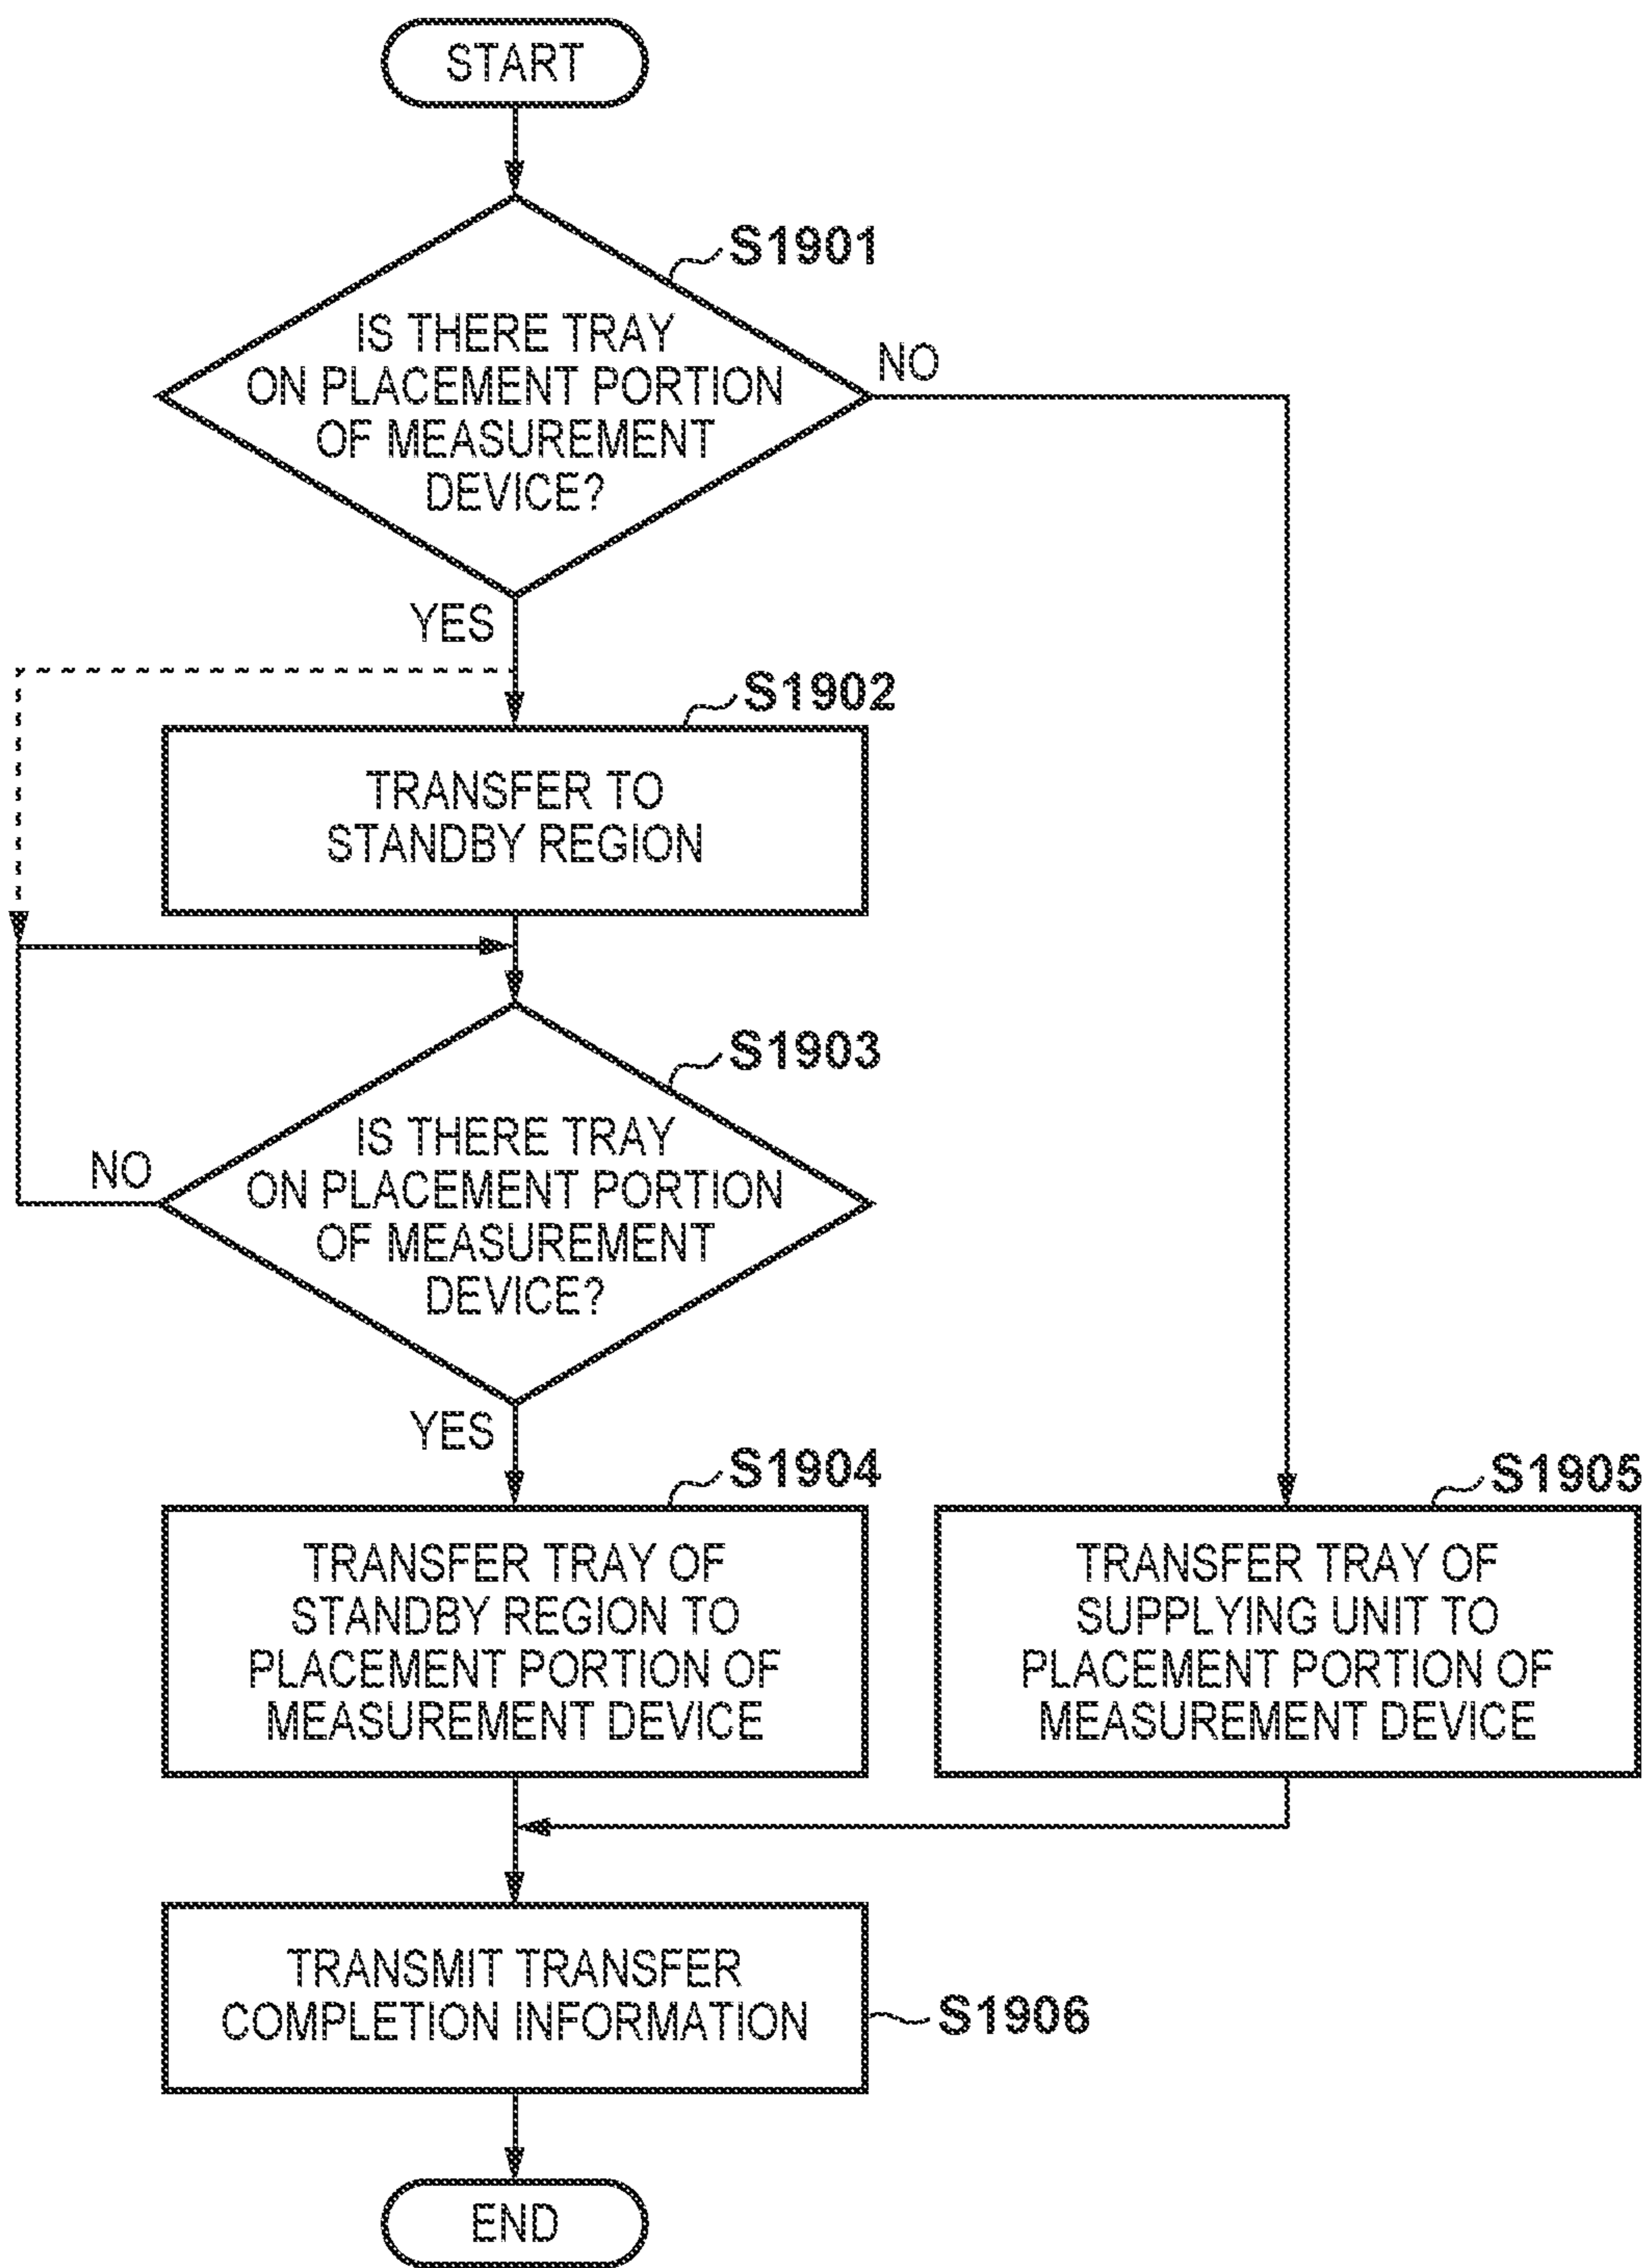 START
S1901
IS THERE TRAY
ON PLACEMENT PORTION
OF MEASUREMENT
DEVICE?
NO
YES
S1902
TRANSFER TO
STANDBY REGION
S1903
IS THERE TRAY
ON PLACEMENT PORTION
OF MEASUREMENT
DEVICE?
NO
YES
S1904
TRANSFER TRAY OF
STANDBY REGION TO
PLACEMENT PORTION OF
MEASUREMENT DEVICE
S1905
TRANSFER TRAY OF
SUPPLYING UNIT TO
PLACEMENT PORTION OF
MEASUREMENT DEVICE
TRANSMIT TRANSFER
COMPLETION INFORMATION
S1906
END